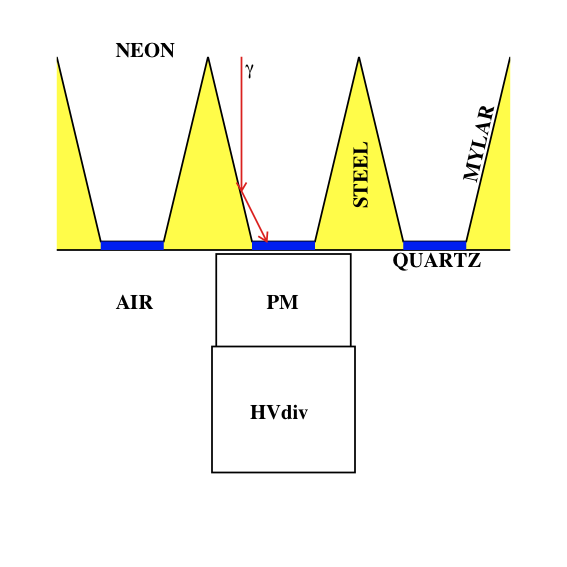 NEON
γ
MYLAR
STEEL
QUARTZ
AIR
PM
HVdiv